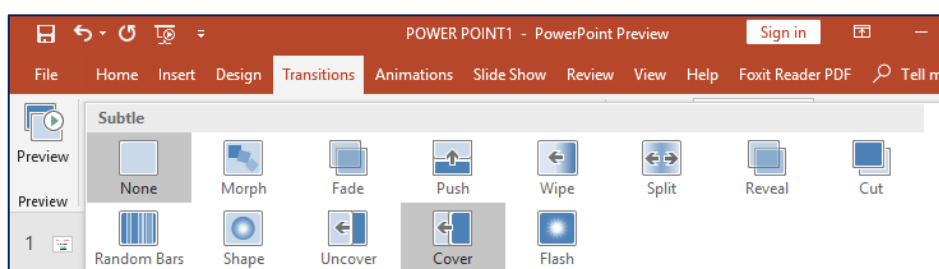 POWER POINT1 - PowerPoint Preview Sign in
File Home Insert Design Transitions Animations Slide Show Review View Help Foxit Reader PDF Tell
Subtle
Preview
None Morph Fade Push Wipe Split Reveal Cut
Preview
1
Random Bars Shape Uncover Cover Flash